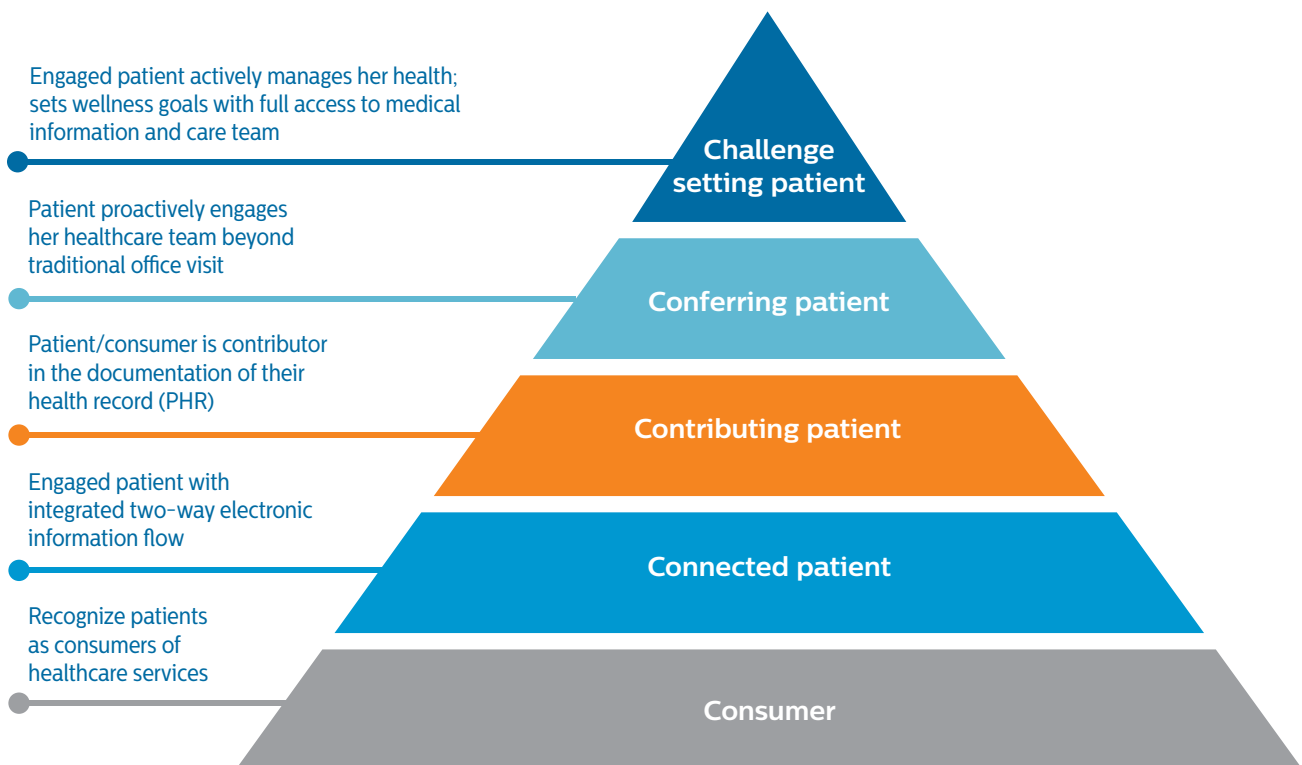 Engaged patient actively manages her health;
sets wellness goals with full access to medical
information and care team
Challenge
setting patient
Patient proactively engages
her healthcare team beyond
traditional office visit
Conferring patient
Patient/consumer is contributor
in the documentation of their
health record (PHR)
Contributing patient
Engaged patient with
integrated two-way electronic
information flow
Connected patient
Recognize patients
as consumers of
healthcare services
Consumer